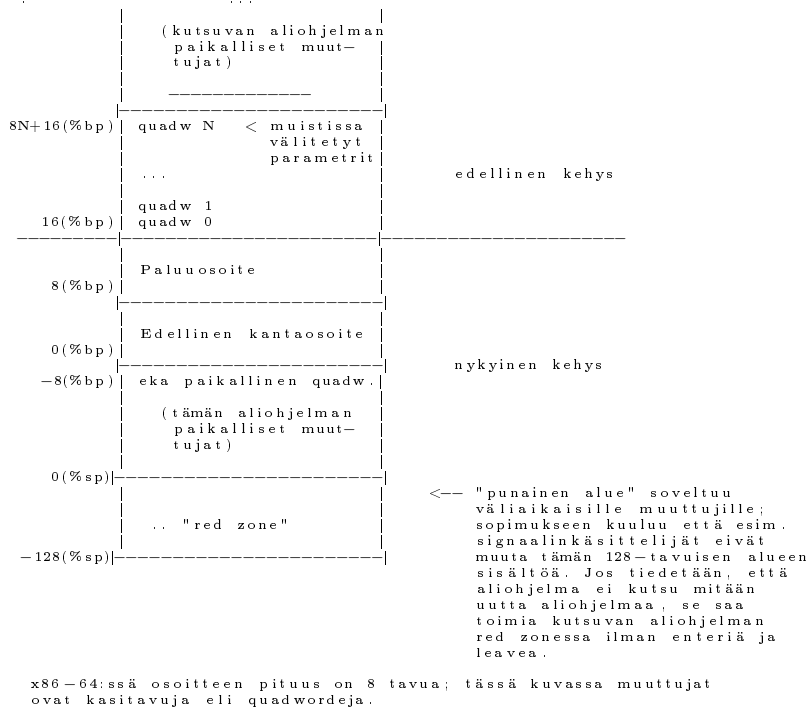 ...
(kutsuvan aliohjelman
paikalliset muut-
tujat)
-------------
8N+16(%bp) quadw N < muistissa
välitetyt
parametrit
... edellinen kehys
quadw 1
16(%bp) quadw 0
Paluuosoite
8(%bp)
Edellinen kantaosoite
0(%bp)
nykyinen kehys
-8(%bp) eka paikallinen quadw.
(tämän aliohjelman
paikalliset muut-
tujat)
0(%sp)
<-- "punainen alue" soveltuu
väliaikaisille muuttujille;
.. "red zone" sopimukseen kuuluu että esim.
signaalinkäsittelijät eivät
-128(%sp) muuta tämän 128-tavuisen alueen
sisältöä. Jos tiedetään, että
aliohjelma ei kutsu mitään
uutta aliohjelmaa, se saa
toimia kutsuvan aliohjelman
red zonessa ilman enteriä ja
leavea.
x86-64:ssä osoitteen pituus on 8 tavua; tässä kuvassa muuttujat
ovat kasitavuja eli quadwordeja.